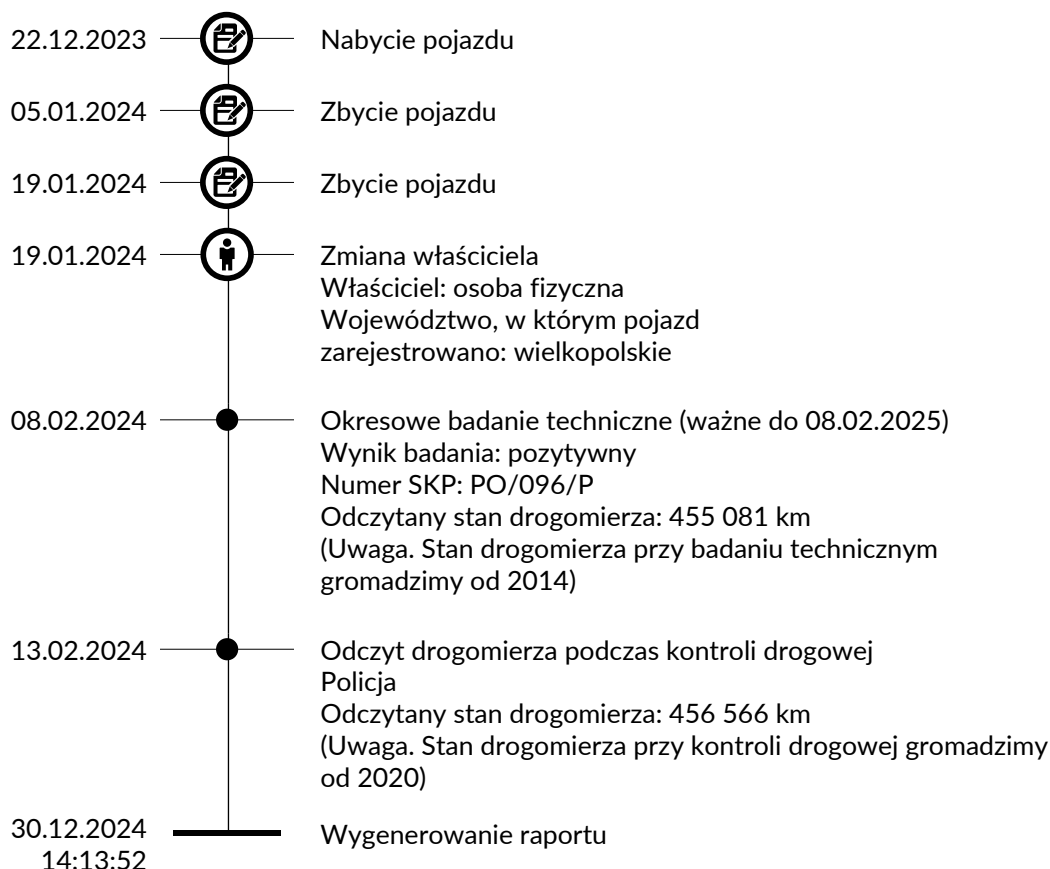 22.12.2023 Nabycie pojazdu
05.01.2024 Zbycie pojazdu
19.01.2024 Zbycie pojazdu
19.01.2024 Zmiana właściciela
Właściciel: osoba fizyczna
Województwo, w którym pojazd
zarejestrowano: wielkopolskie
08.02.2024 Okresowe badanie techniczne (ważne do 08.02.2025)
Wynik badania: pozytywny
Numer SKP: PO/096/P
Odczytany stan drogomierza: 455 081 km
(Uwaga. Stan drogomierza przy badaniu technicznym
gromadzimy od 2014)
13.02.2024 Odczyt drogomierza podczas kontroli drogowej
Policja
Odczytany stan drogomierza: 456 566 km
(Uwaga. Stan drogomierza przy kontroli drogowej gromadzimy
od 2020)
30.12.2024 Wygenerowanie raportu
14:13:52